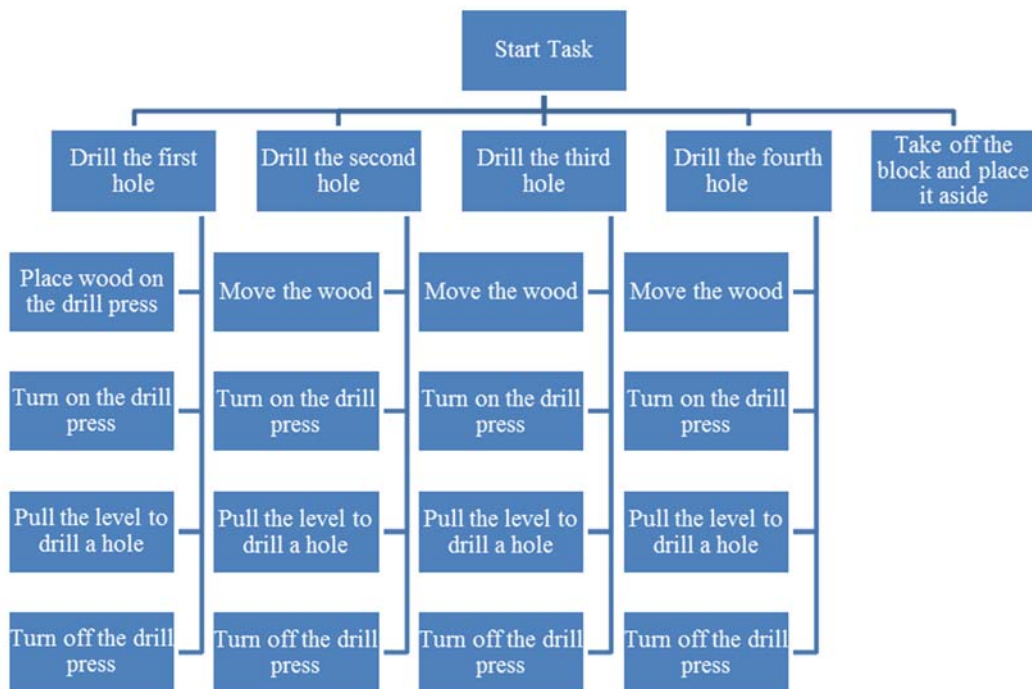 Start Task
Drill the first
hole
Drill the second
hole
Drill the third
hole
Drill the fourth
hole
Take off the
block and place
it aside
Place wood on
the drill press
Move the wood
Move the wood
Move the wood
Turn on the drill
press
Turn on the drill
press
Turn on the drill
press
Turn on the drill
press
Pull the level to
drill a hole
Pull the level to
drill a hole
Pull the level to
drill a hole
Pull the level to
drill a hole
Turn off the drill
press
Turn off the drill
press
Turn off the drill
press
Turn off the drill
press